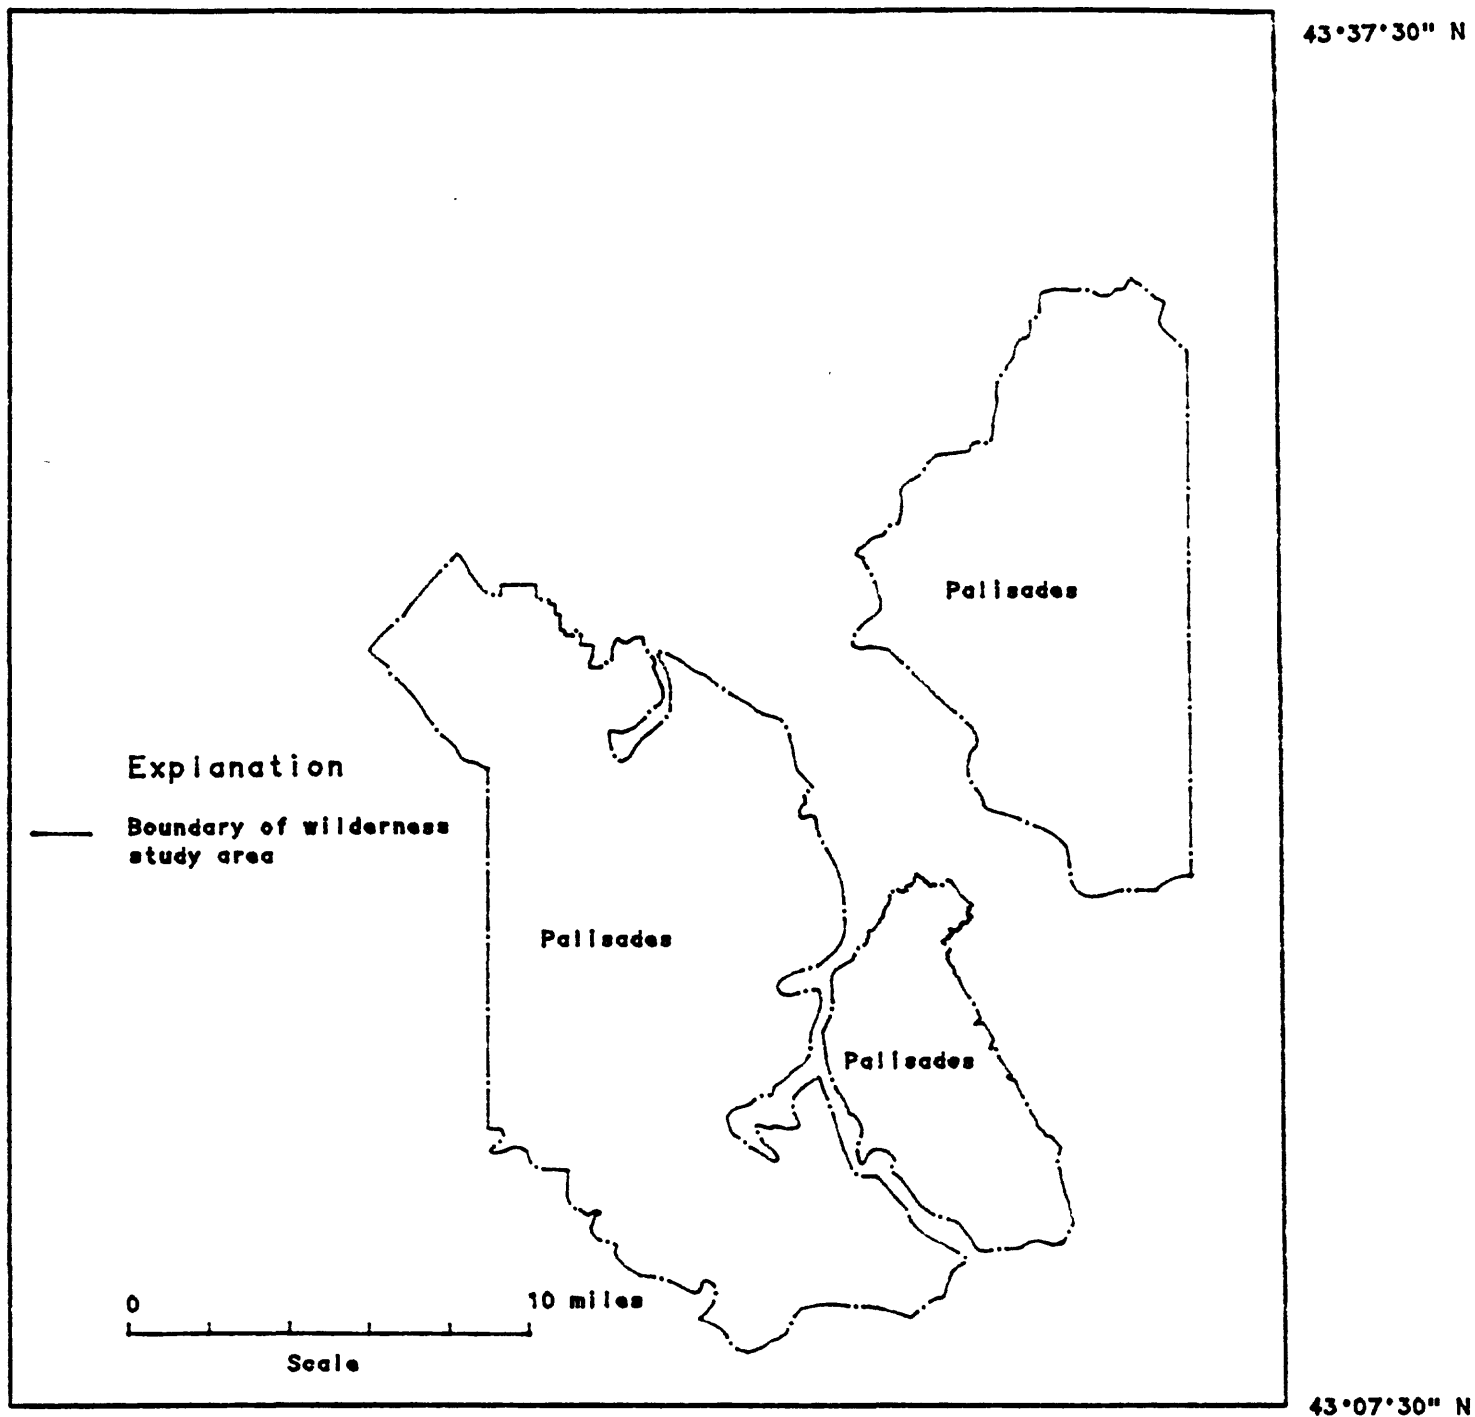 43°37'30" N
Palisades
Explanation
Boundary of wilderness
study area
Palisades
Palisades
0
10 miles
Scale
43°07'30" N